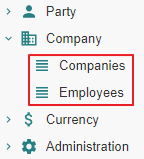 Party
Company
Companies
Employees
Currency
Administration